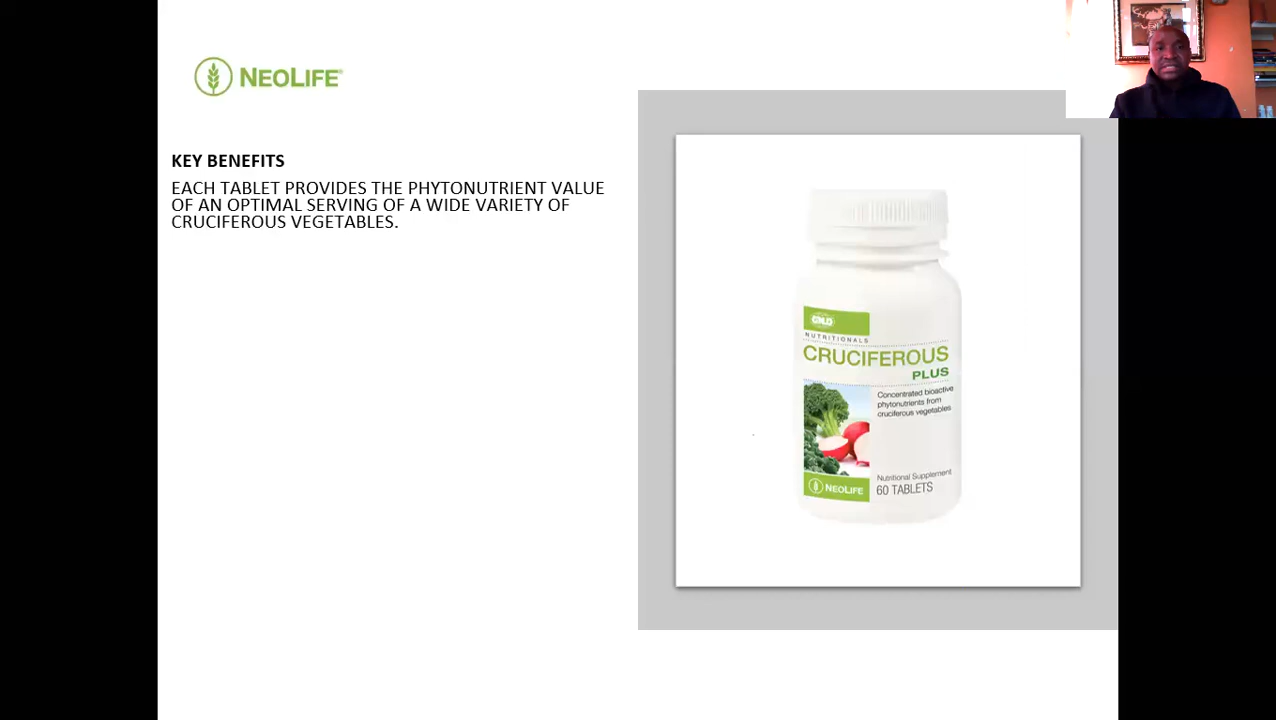 NEOLIFE
KEY BENEFITS
EACH TABLET PROVIDES THE PHYTONUTRIENT VALUE
OF AN OPTIMAL SERVING OF A WIDE VARIETY OF
CRUCIFEROUS VEGETABLES.
GNLD
NUTRITIONALS
CRUCIFEROUS
PLUS
Concentrated bioactive
phytonutrients from
cruciferous vegetables
Nutritional Supplement
60 TABLETS
NEOLIFE